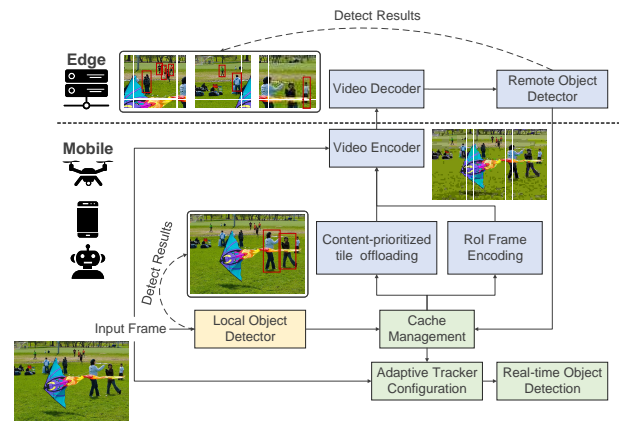 Detect Results
Edge
Video Decoder
Remote Object
Detector
Mobile
Video Encoder
Detect Results
Content-prioritized
tile offloading
RoI Frame
Encoding
Input Frame
Local Object
Detector
Cache
Management
Adaptive Tracker
Configuration
Real-time Object
Detection